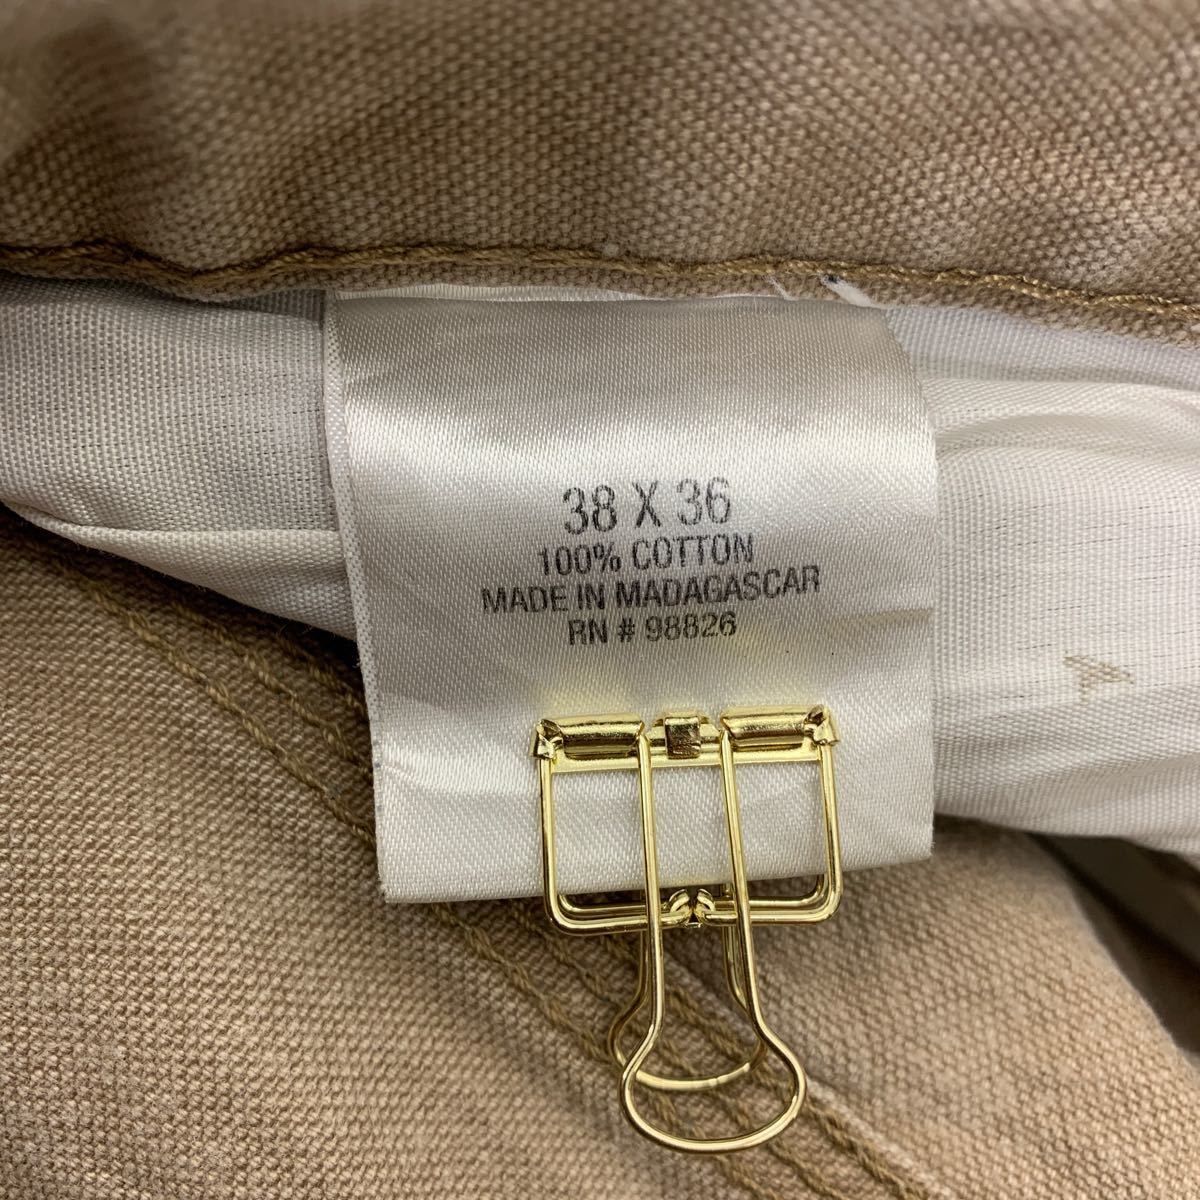 38 X 36
100% COTTON
MADE IN MADAGASCAR
RN # 98826